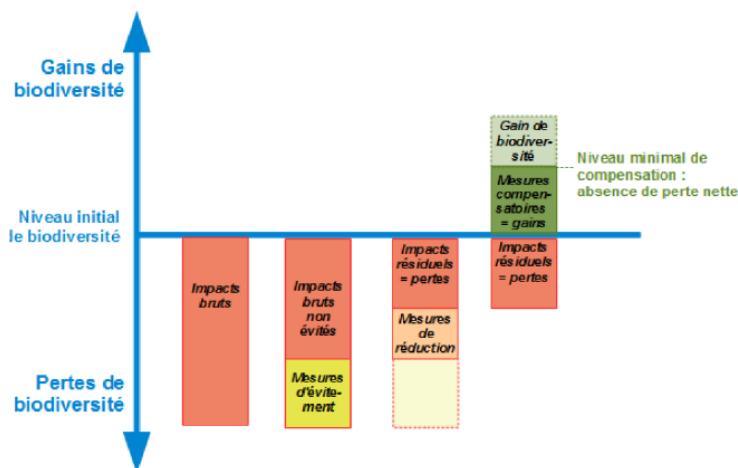 Gains de
biodiversité
Gain de
biodiver-
sité
Niveau minimal de
compensation :
absence de perte nette
Mesures
compen-
satoires
= gains
Niveau initial
le biodiversité
Impacts
bruts
Impacts
bruts
non
évités
Impacts
résiduels
= pertes
Impacts
résiduels
= pertes
Mesures
de
réduction
Mesures
d'évite-
ment
Pertes de
biodiversité